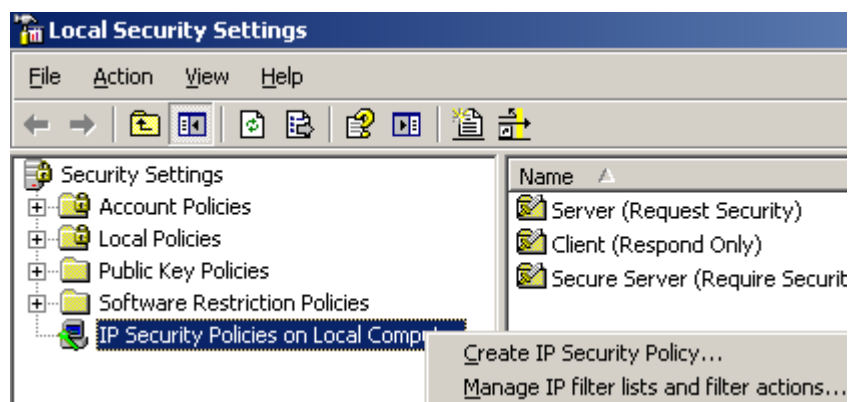 Local Security Settings
File Action View Help
Security Settings
Account Policies
Local Policies
Public Key Policies
Software Restriction Policies
IP Security Policies on Local
Name
Server (Request Security)
Client (Respond Only)
Secure Server (Require Securit
Create IP Security Policy...
Manage IP filter lists and filter actions...